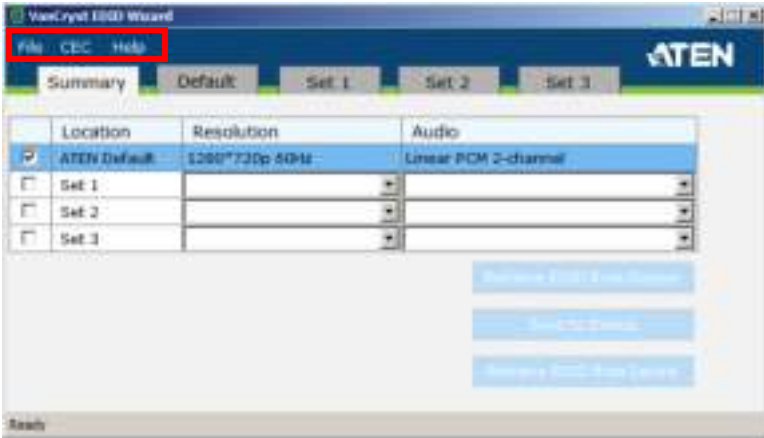 VanCryst EDID Wizard
File CEC Help
ATEN
Summary Default Set 1 Set 2 Set 3
Location Resolution Audio
ATEN Default 1280*720p 60Hz Linear PCM 2-channel
Set 1
Set 2
Set 3
Ready